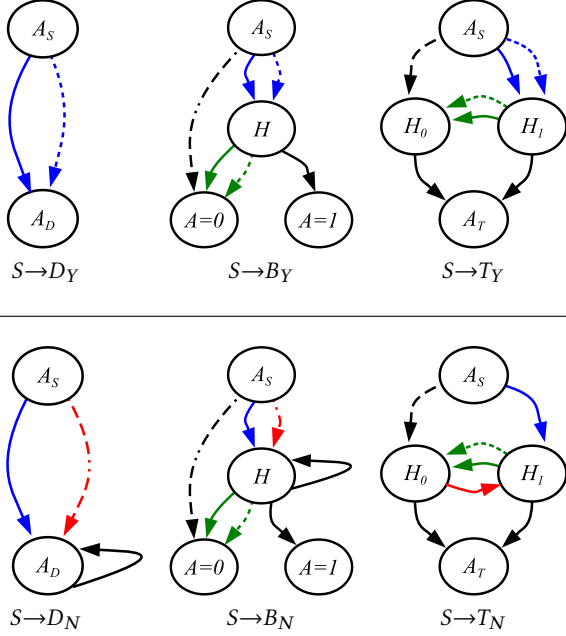 A_S A_S A_S
H H_0 H_1
A_D A=0 A=1 A_T
S→D_Y S→B_Y S→T_Y
A_S A_S A_S
H H_0 H_1
A_D A=0 A=1 A_T
S→D_N S→B_N S→T_N